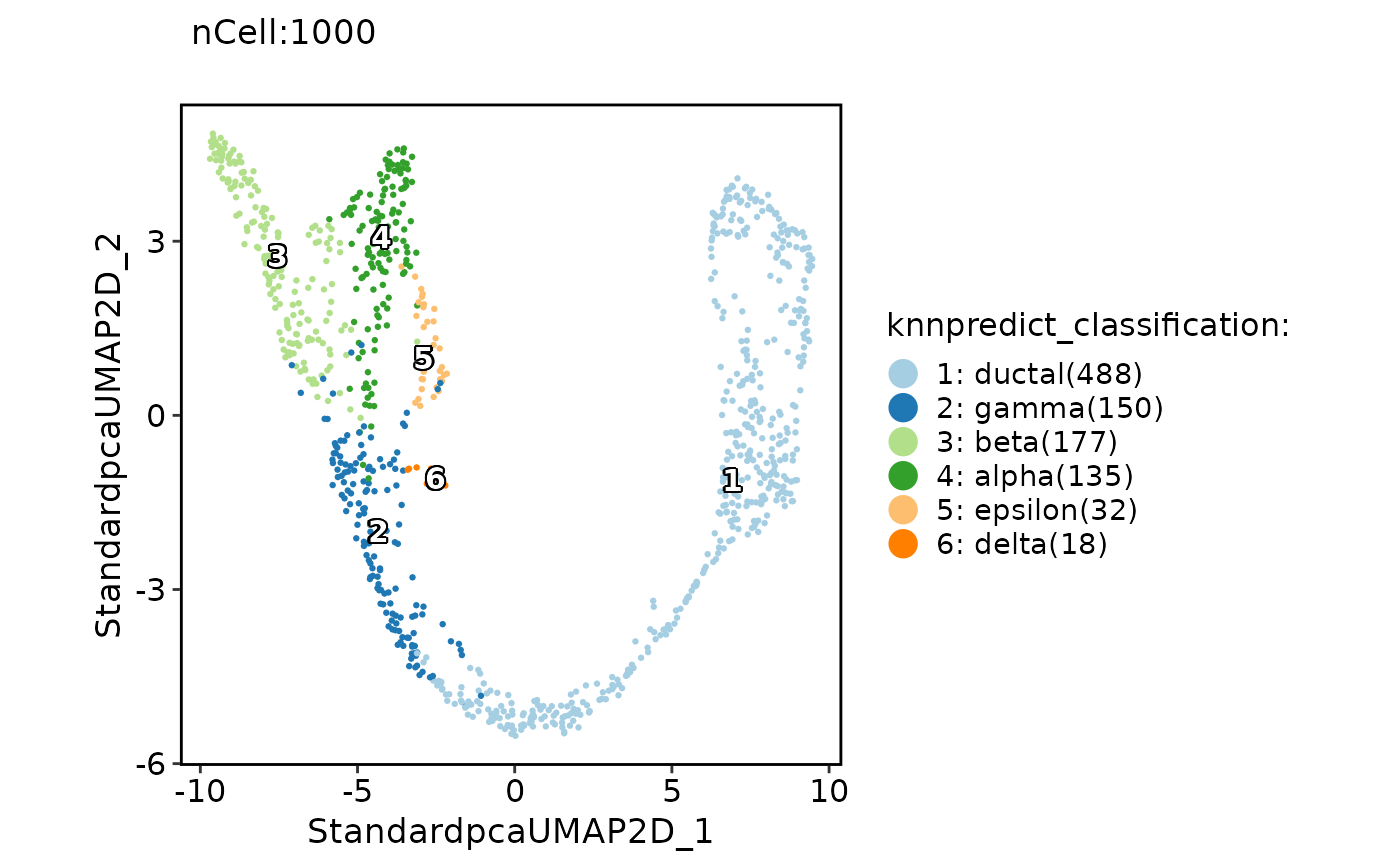 nCell:1000
StandardpcaUMAP2D_2
3
0
-3
-6
-10
-5
0
5
10
StandardpcaUMAP2D_1
3
4
5
6
2
1
knnpredict_classification:
1: ductal(488)
2: gamma(150)
3: beta(177)
4: alpha(135)
5: epsilon(32)
6: delta(18)